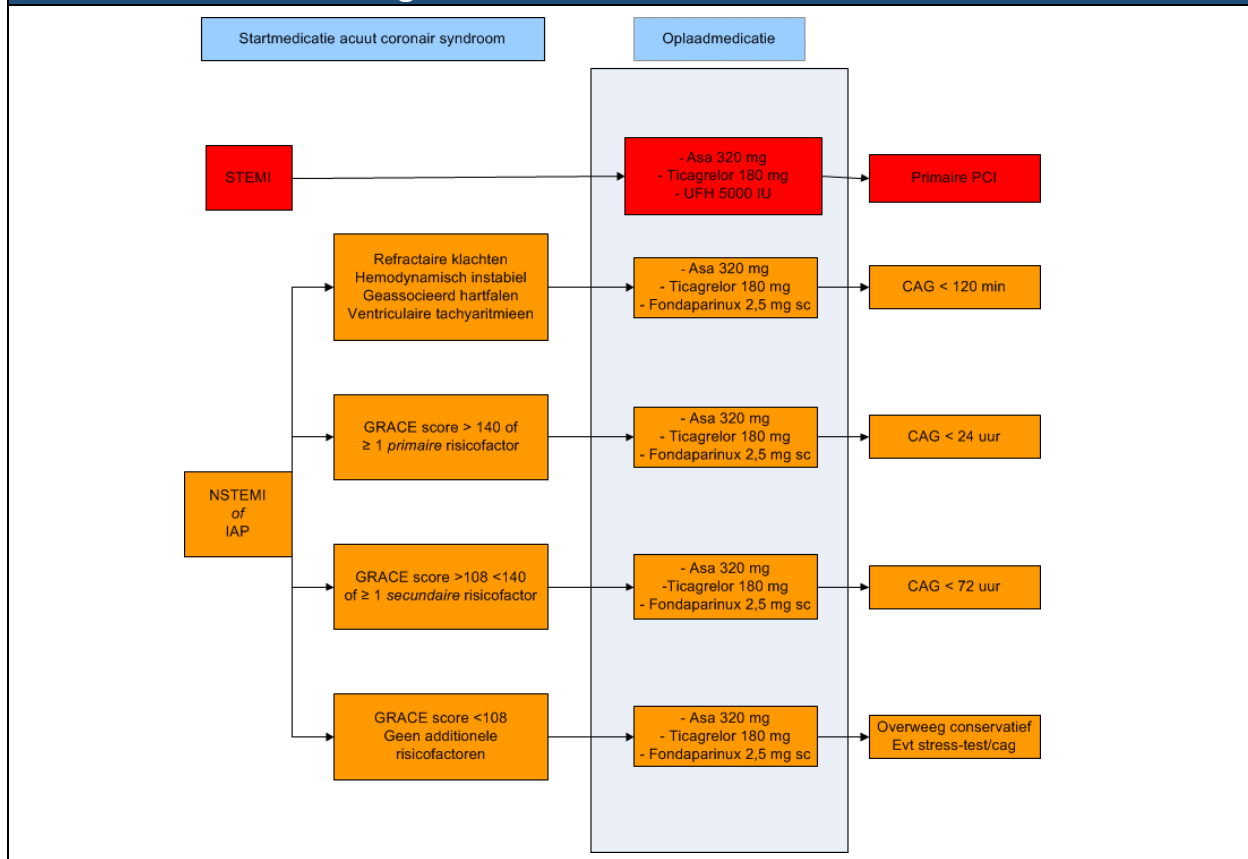 Startmedicatie acuut coronair syndroom
Oplaadmedicatie
STEMI
- Asa 320 mg
- Ticagrelor 180 mg
- UFH 5000 IU
Primaire PCI
Refractaire klachten
Hemodynamisch instabiel
Geassocieerd hartfalen
Ventriculaire tachyaritmieen
- Asa 320 mg
- Ticagrelor 180 mg
- Fondaparinux 2,5 mg sc
CAG < 120 min
GRACE score > 140 of
≥ 1 primaire risicofactor
- Asa 320 mg
- Ticagrelor 180 mg
- Fondaparinux 2,5 mg sc
CAG < 24 uur
NSTEMI
of
IAP
GRACE score >108 <140
of ≥ 1 secundaire risicofactor
- Asa 320 mg
-Ticagrelor 180 mg
- Fondaparinux 2,5 mg sc
CAG < 72 uur
GRACE score <108
Geen additionele
risicofactoren
- Asa 320 mg
- Ticagrelor 180 mg
- Fondaparinux 2,5 mg sc
Overweeg conservatief
Evt stress-test/cag